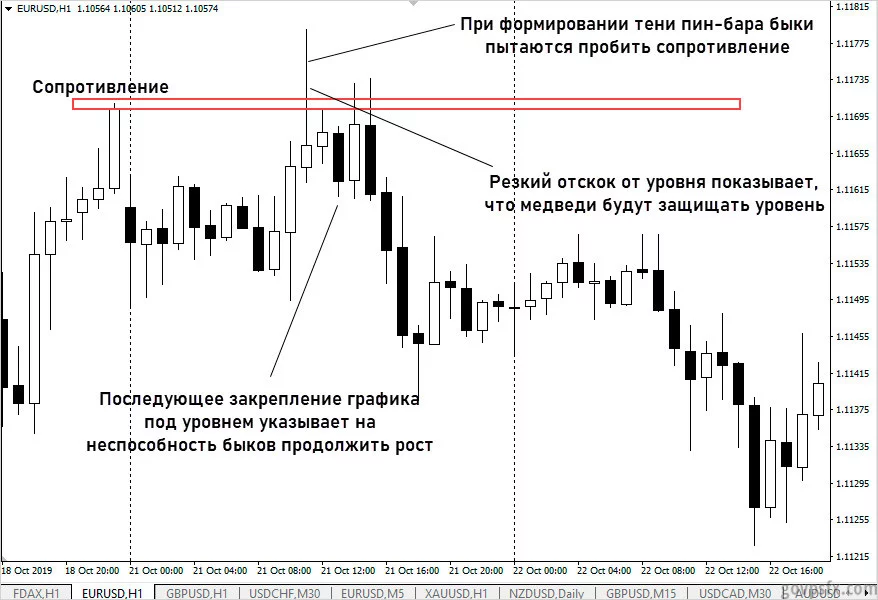 EURUSD,H1 1.10564 1.10605 1.10512 1.10574
1.11815
При формировании тени пин-бара быки
пытаются пробить сопротивление
1.11775
1.11735
Сопротивление
1.11695
1.11655
Резкий отскок от уровня показывает,
что медведи будут защищать уровень
1.11615
1.11575
1.11535
1.11495
1.11455
1.11415
Последующее закрепление графика
под уровнем указывает на
неспособность быков продолжить рост
1.11375
1.11335
1.11295
1.11255
1.11215
18 Oct 2019 18 Oct 20:00 21 Oct 00:00 21 Oct 04:00 21 Oct 08:00 21 Oct 12:00 21 Oct 16:00 21 Oct 20:00 22 Oct 00:00 22 Oct 04:00 22 Oct 08:00 22 Oct 12:00 22 Oct 16:00
FDAX,H1 EURUSD,H1 GBPUSD,H1 USDCHF,M30 EURUSD,M5 XAUUSD,H1 NZDUSD,Daily GBPUSD,M15 USDCAD,M30